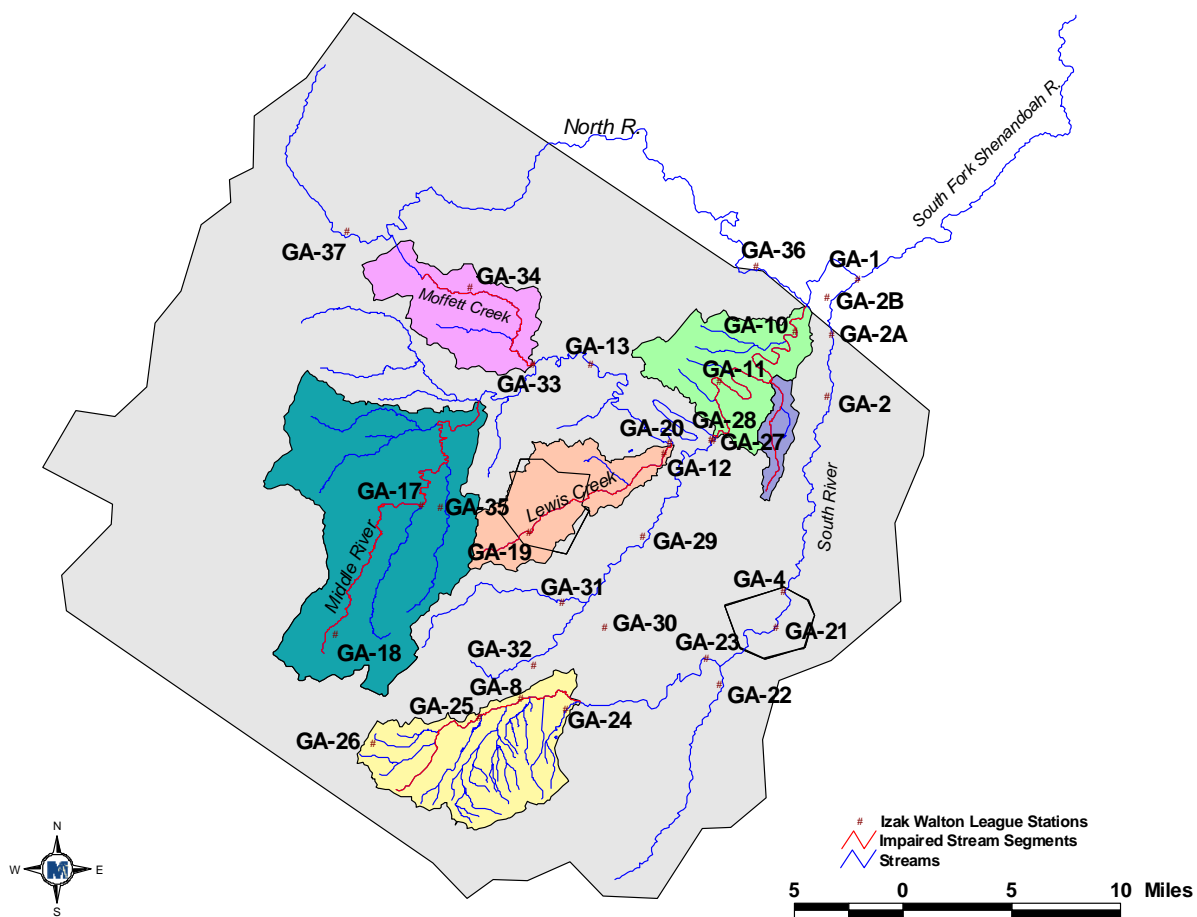 North R.
South Fork Shenandoah R.
GA-37
GA-36
GA-1
GA-34
GA-2B
Moffett Creek
GA-10
GA-2A
GA-13
GA-11
GA-33
GA-2
GA-28
GA-20
GA-27
GA-12
GA-17
GA-35
Lewis Creek
South River
GA-19
GA-29
Middle River
GA-4
GA-31
GA-30
GA-21
GA-23
GA-18
GA-32
GA-8
GA-22
GA-25
GA-24
GA-26
N
W
E
S
M
# Izak Walton League Stations
Impaired Stream Segments
Streams
5 0 5 10 Miles